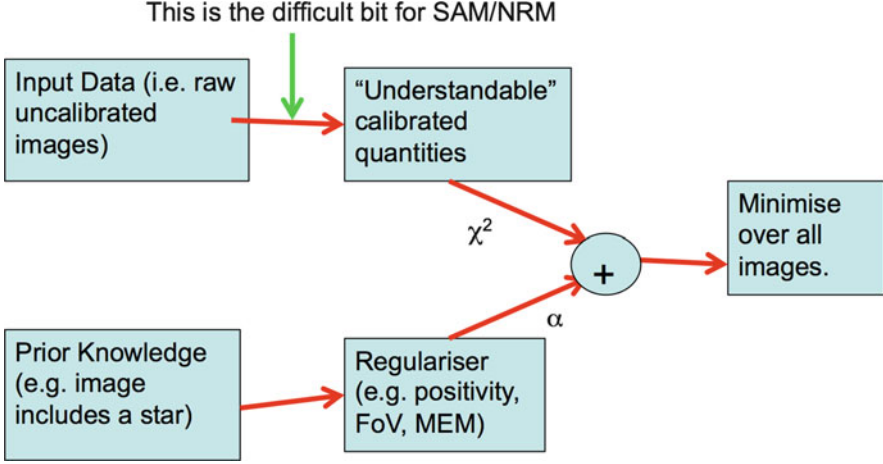 This is the difficult bit for SAM/NRM
Input Data (i.e. raw
uncalibrated
images)
“Understandable”
calibrated
quantities
χ²
+
Minimise
over all
images.
α
Prior Knowledge
(e.g. image
includes a star)
Regulariser
(e.g. positivity,
FoV, MEM)